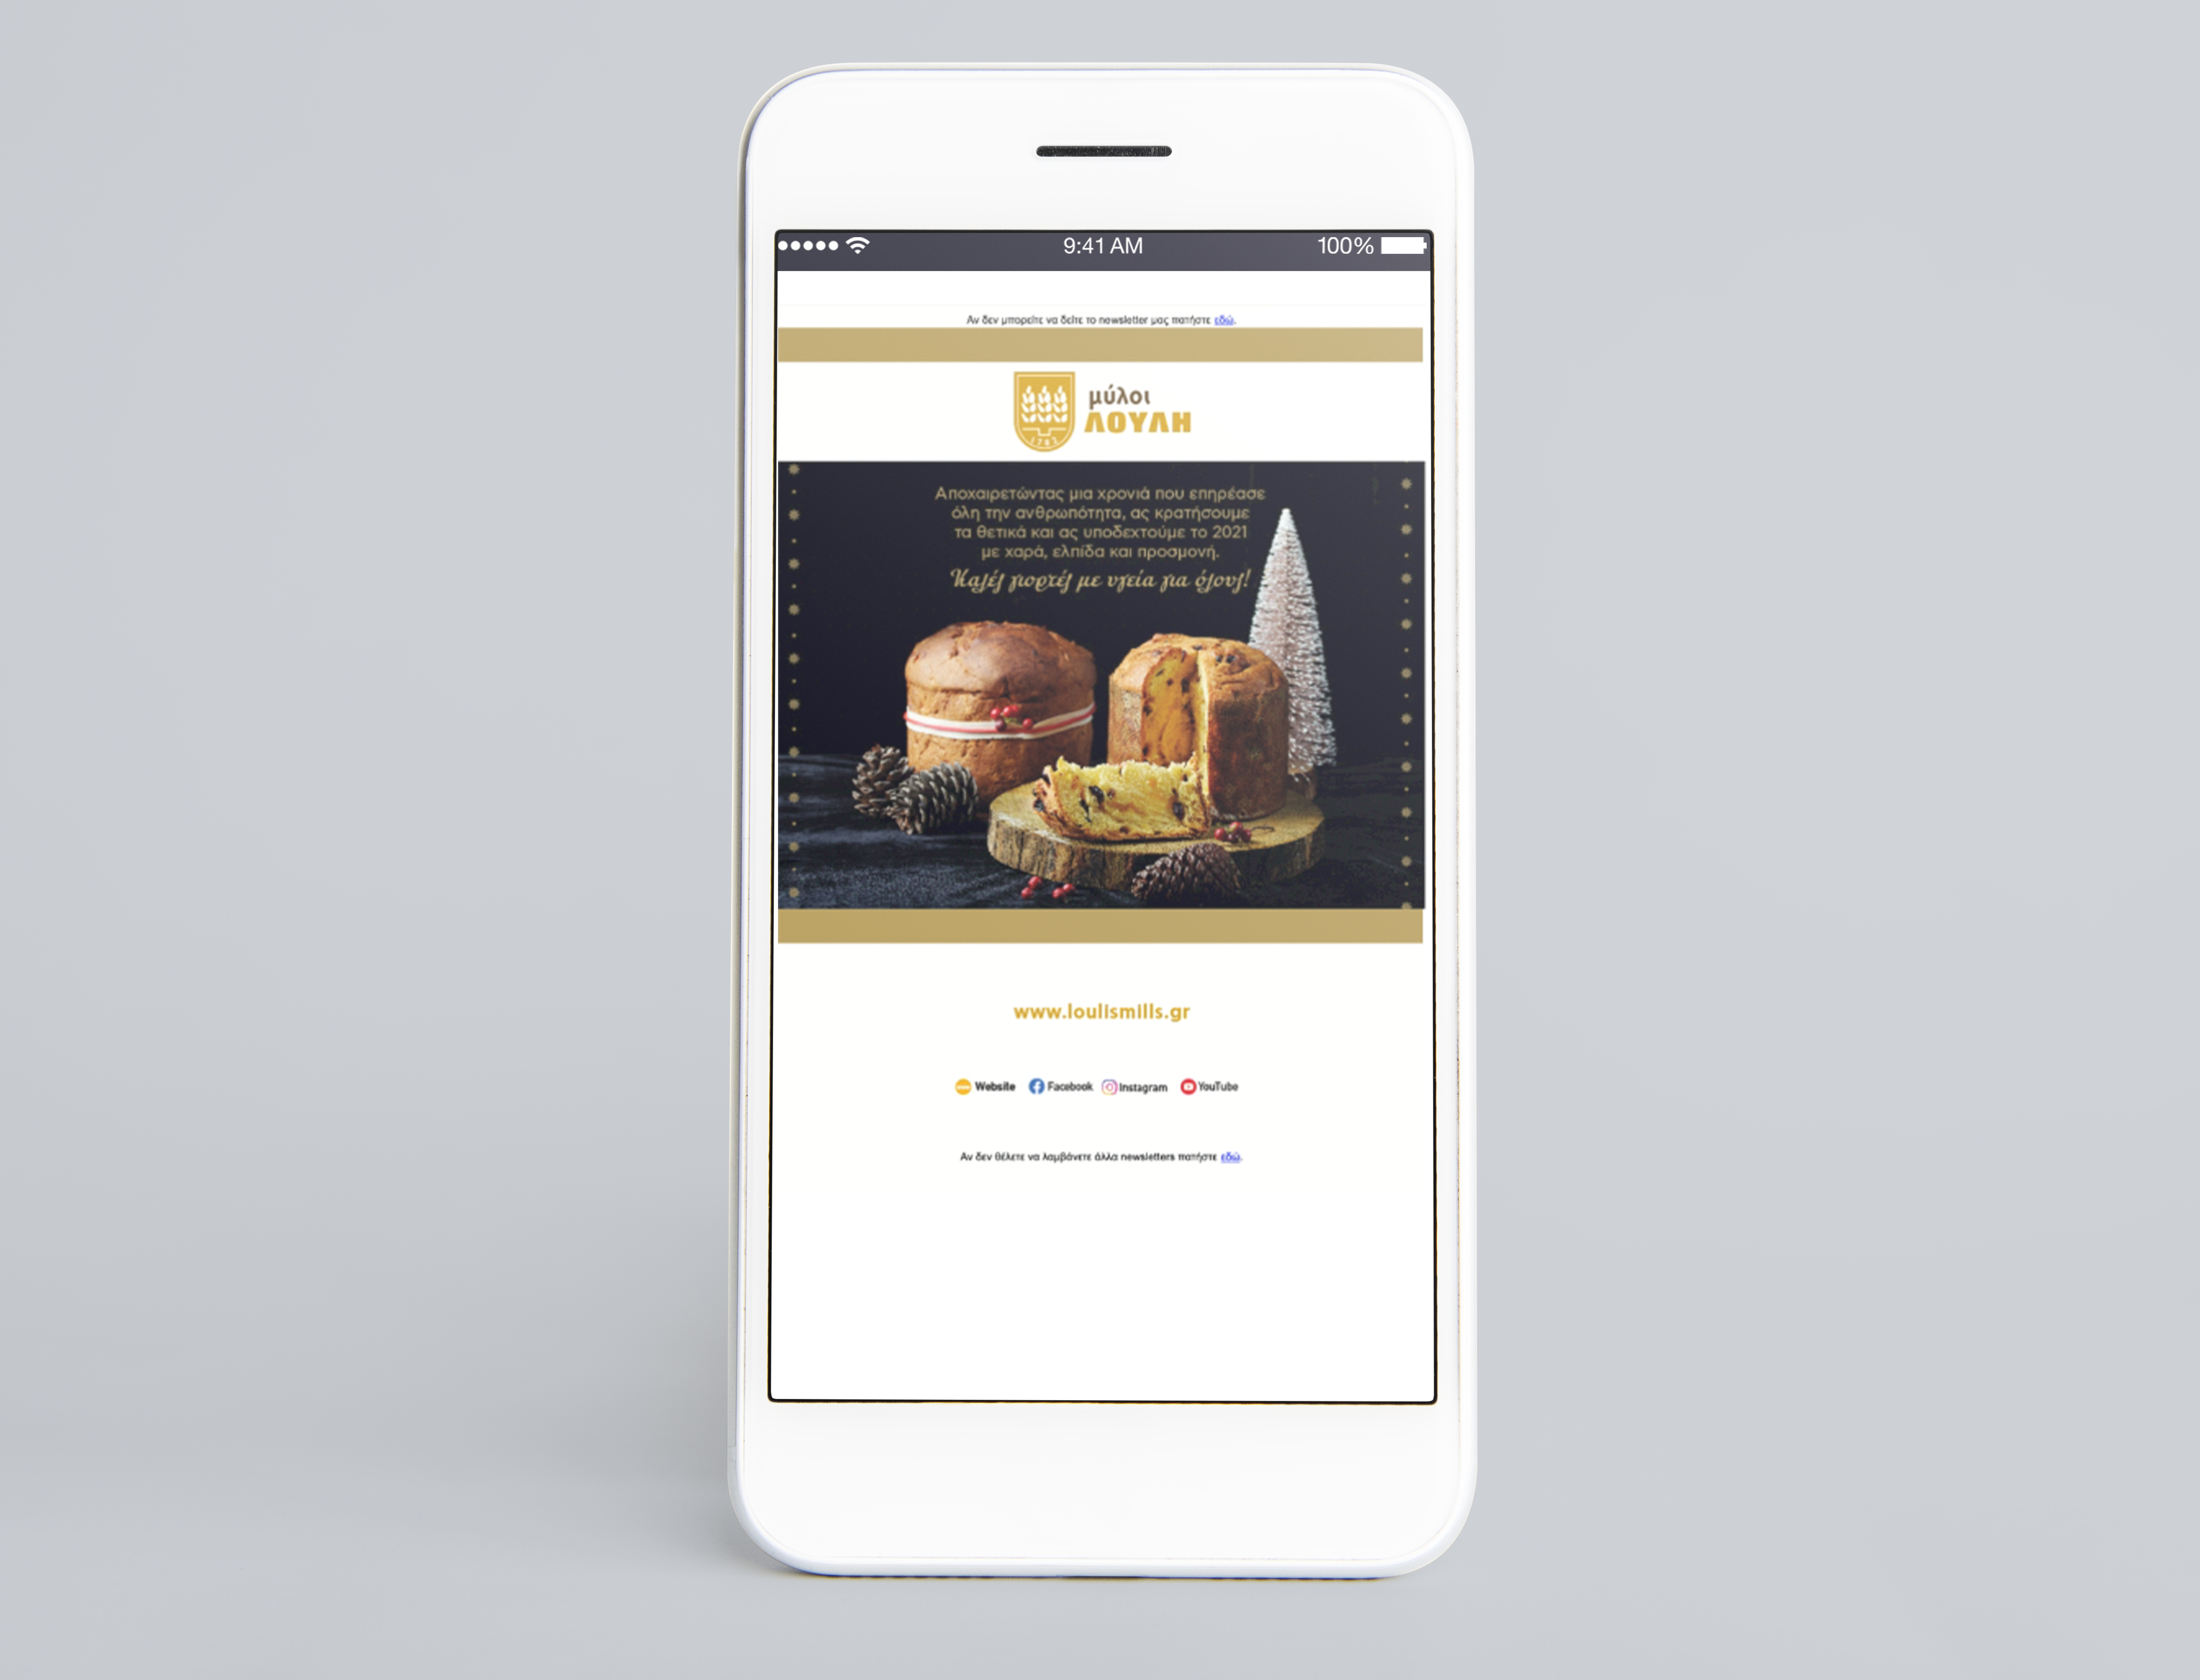 9:41 AM 100%
Αν δεν μπορείτε να δείτε το newsletter μας πατήστε εδώ.
μύλοι
ΛΟΥΛΗ
1782
Αποχαιρετώντας μια χρονιά που επηρέασε
όλη την ανθρωπότητα, ας κρατήσουμε
τα θετικά και ας υποδεχτούμε το 2021
με χαρά, ελπίδα και προσμονή.
Καλές γιορτές με υγεία για όλους!
www.loulismills.gr
Website Facebook Instagram YouTube
Αν δεν θέλετε να λαμβάνετε άλλα newsletters πατήστε εδώ.